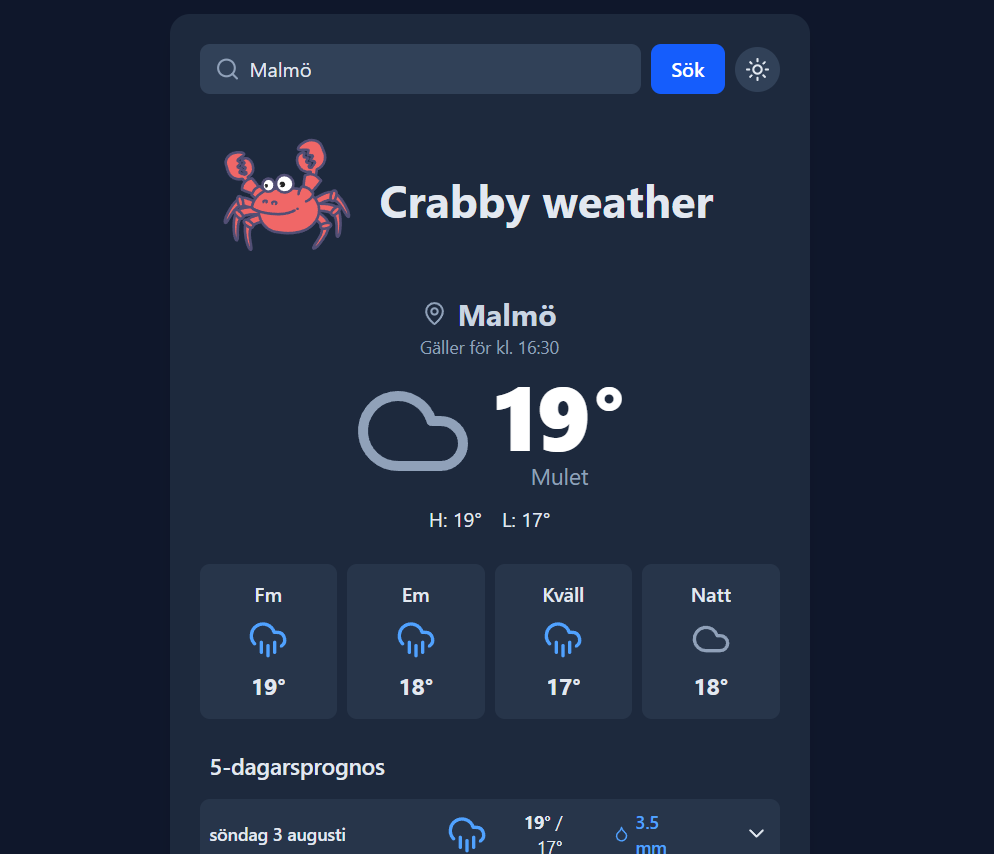 Malmö Sök
Crabby weather
Malmö
Gäller för kl. 16:30
19°
Mulet
H: 19° L: 17°
Fm Em Kväll Natt
19° 18° 17° 18°
5-dagarsprognos
söndag 3 augusti 19° / 3.5
17° mm